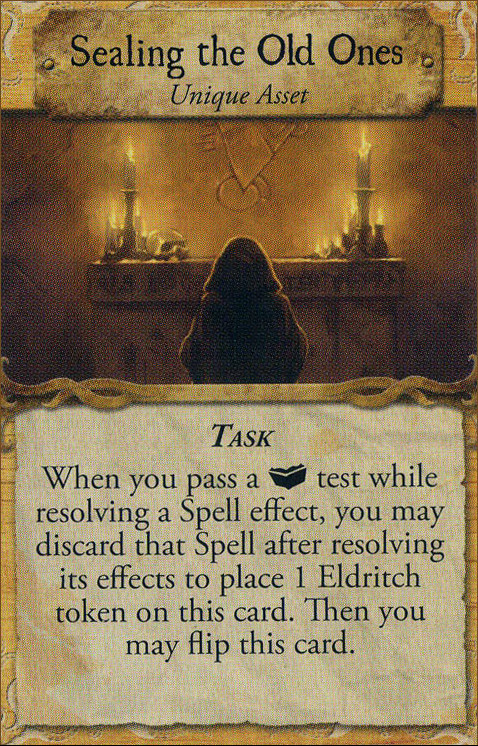 Sealing the Old Ones
Unique Asset
Task
When you pass a test while
resolving a Spell effect, you may
discard that Spell after resolving
its effects to place 1 Eldritch
token on this card. Then you
may flip this card.